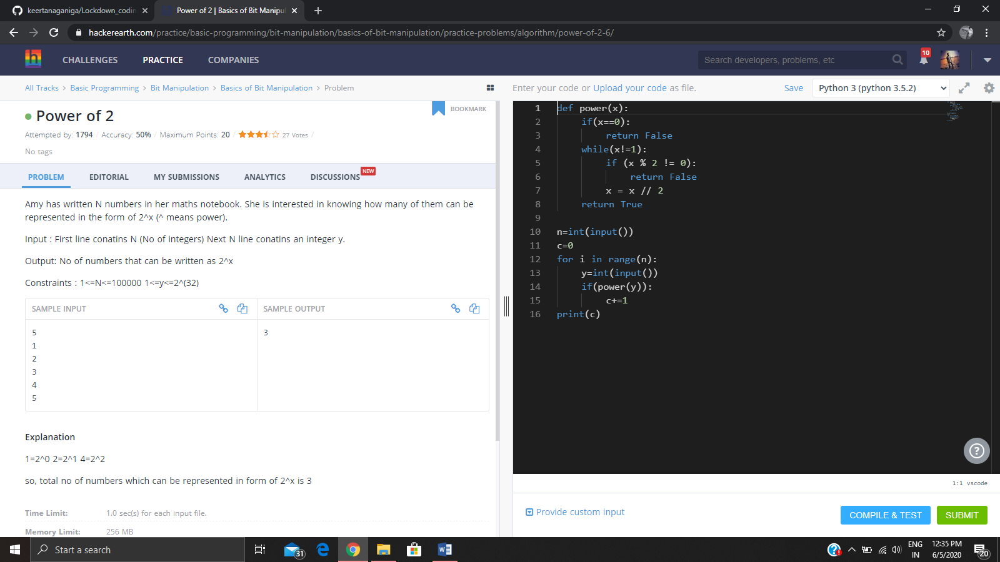 keertanaganiga/Lockdown_codin
Power of 2 | Basics of Bit Manipul
hackerearth.com/practice/basic-programming/bit-manipulation/basics-of-bit-manipulation/practice-problems/algorithm/power-of-2-6/
h CHALLENGES PRACTICE COMPANIES
Search developers, problems, etc
10
All Tracks > Basic Programming > Bit Manipulation > Basics of Bit Manipulation > Problem
Power of 2
BOOKMARK
Attempted by: 1794 / Accuracy: 50% / Maximum Points: 20 / 27 Votes /
No tags
PROBLEM EDITORIAL MY SUBMISSIONS ANALYTICS DISCUSSIONS NEW
Amy has written N numbers in her maths notebook. She is interested in knowing how many of them can be
represented in the form of 2^x (^ means power).
Input : First line conatins N (No of integers) Next N line conatins an integer y.
Output: No of numbers that can be written as 2^x
Constraints : 1<=N<=100000 1<=y<=2^(32)
SAMPLE INPUT
5
1
2
3
4
5
SAMPLE OUTPUT
3
Explanation
1=2^0 2=2^1 4=2^2
so, total no of numbers which can be represented in form of 2^x is 3
Time Limit: 1.0 sec(s) for each input file.
Memory Limit: 256 MB
Enter your code or Upload your code as file.
Save
Python 3 (python 3.5.2)
1 def power(x):
2 if(x==0):
3 return False
4 while(x!=1):
5 if (x % 2 != 0):
6 return False
7 x = x // 2
8 return True
9
10 n=int(input())
11 c=0
12 for i in range(n):
13 y=int(input())
14 if(power(y)):
15 c+=1
16 print(c)
?
1:1 vscode
Provide custom input
COMPILE & TEST
SUBMIT
Start a search
31
ENG
IN
12:35 PM
6/5/2020
20